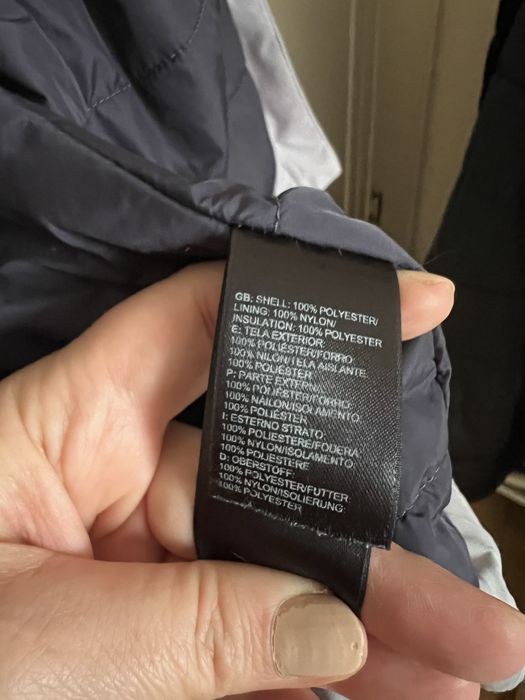 GB: SHELL: 100% POLYESTER/
LINING: 100% NYLON/
INSULATION: 100% POLYESTER
E: TELA EXTERIOR:
100% POLIÉSTER/FORRO:
100% NILÓN/TELA AISLANTE:
100% POLIÉSTER
P: PARTE EXTERNA:
100% POLIÉSTER/FORRO:
100% NÁILON/ISOLAMENTO:
100% POLIÉSTER
I: ESTERNO STRATO:
100% POLIESTERE/FODERA:
100% NYLON/ISOLAMENTO:
100% POLIESTERE
D: OBERSTOFF:
100% POLYESTER/FUTTER:
100% NYLON/ISOLIERUNG:
100% POLYESTER